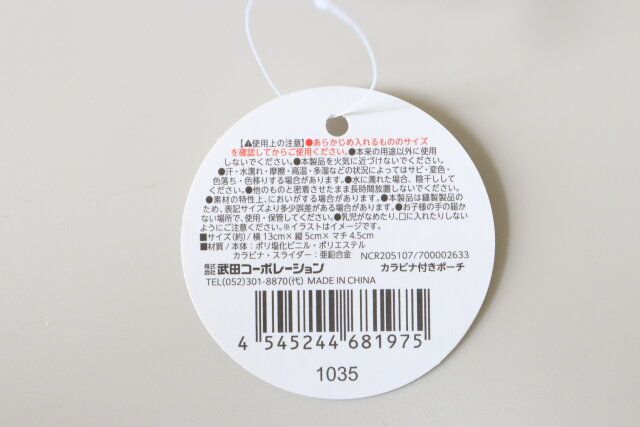 【⚠使用上の注意】●あらかじめ入れるもののサイズ
を確認してからご使用ください。●本来の用途以外に使用
しないでください。●本製品を火気に近づけないでください。
●汗・水濡れ・摩擦・高温・多湿などの状況によってはサビ・変色・
色落ち・色移りする場合があります。●水に濡れた場合、陰干ししてく
ださい。●他のものと密着させたまま長時間放置しないでください。
●素材の特性上、においがする場合があります。●本製品は縫製製品の
ため、表記サイズより多少誤差がある場合があります。●お子様の手の届か
ない場所で、使用・保管してください。●乳児がなめたり、口に入れたりしない
ようにご注意ください。※イラストはイメージです。
■サイズ(約)/横13cm×縦5cm×マチ4.5cm
■材質/本体:ポリ塩化ビニル・ポリエステル
カラビナ・スライダー:亜鉛合金 NCR205107/700002633
株式会社武田コーポレーション カラビナ付きポーチ
TEL(052)301-8870(代) MADE IN CHINA
4 545244 681975
1035